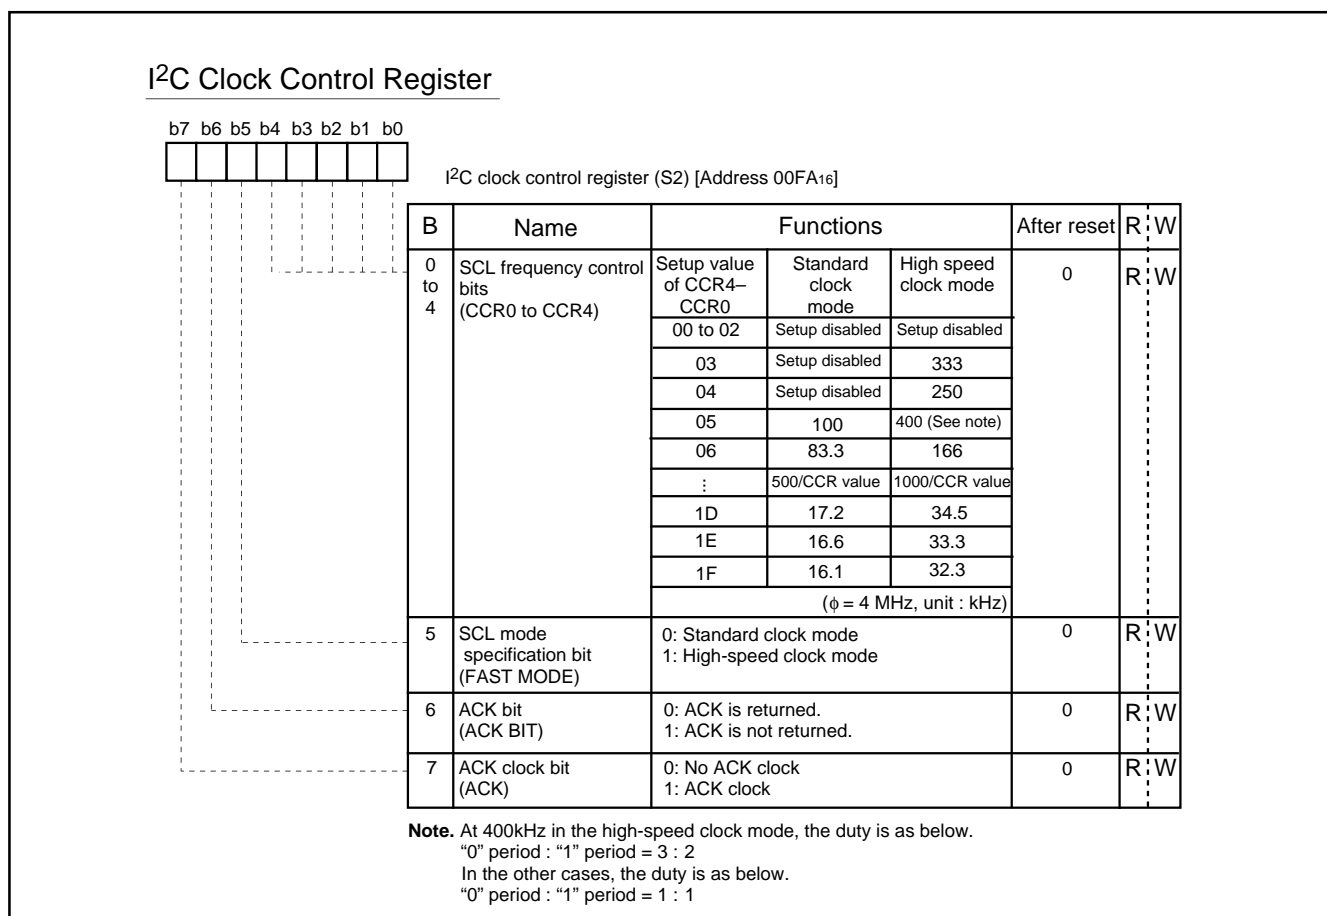 I2C Clock Control Register
b7 b6 b5 b4 b3 b2 b1 b0
I2C clock control register (S2) [Address 00FA16]
B Name Functions After reset R W
0 to 4
SCL frequency control bits
(CCR0 to CCR4)
Setup value of CCR4–CCR0
Standard clock mode
High speed clock mode
0 R W
00 to 02 Setup disabled Setup disabled
03 Setup disabled 333
04 Setup disabled 250
05 100 400 (See note)
06 83.3 166
⋮ 500/CCR value 1000/CCR value
1D 17.2 34.5
1E 16.6 33.3
1F 16.1 32.3
(ϕ = 4 MHz, unit : kHz)
5 SCL mode 0: Standard clock mode 0 R W
specification bit 1: High-speed clock mode
(FAST MODE)
6 ACK bit 0: ACK is returned. 0 R W
(ACK BIT) 1: ACK is not returned.
7 ACK clock bit 0: No ACK clock 0 R W
(ACK) 1: ACK clock
Note. At 400kHz in the high-speed clock mode, the duty is as below.
“0” period : “1” period = 3 : 2
In the other cases, the duty is as below.
“0” period : “1” period = 1 : 1